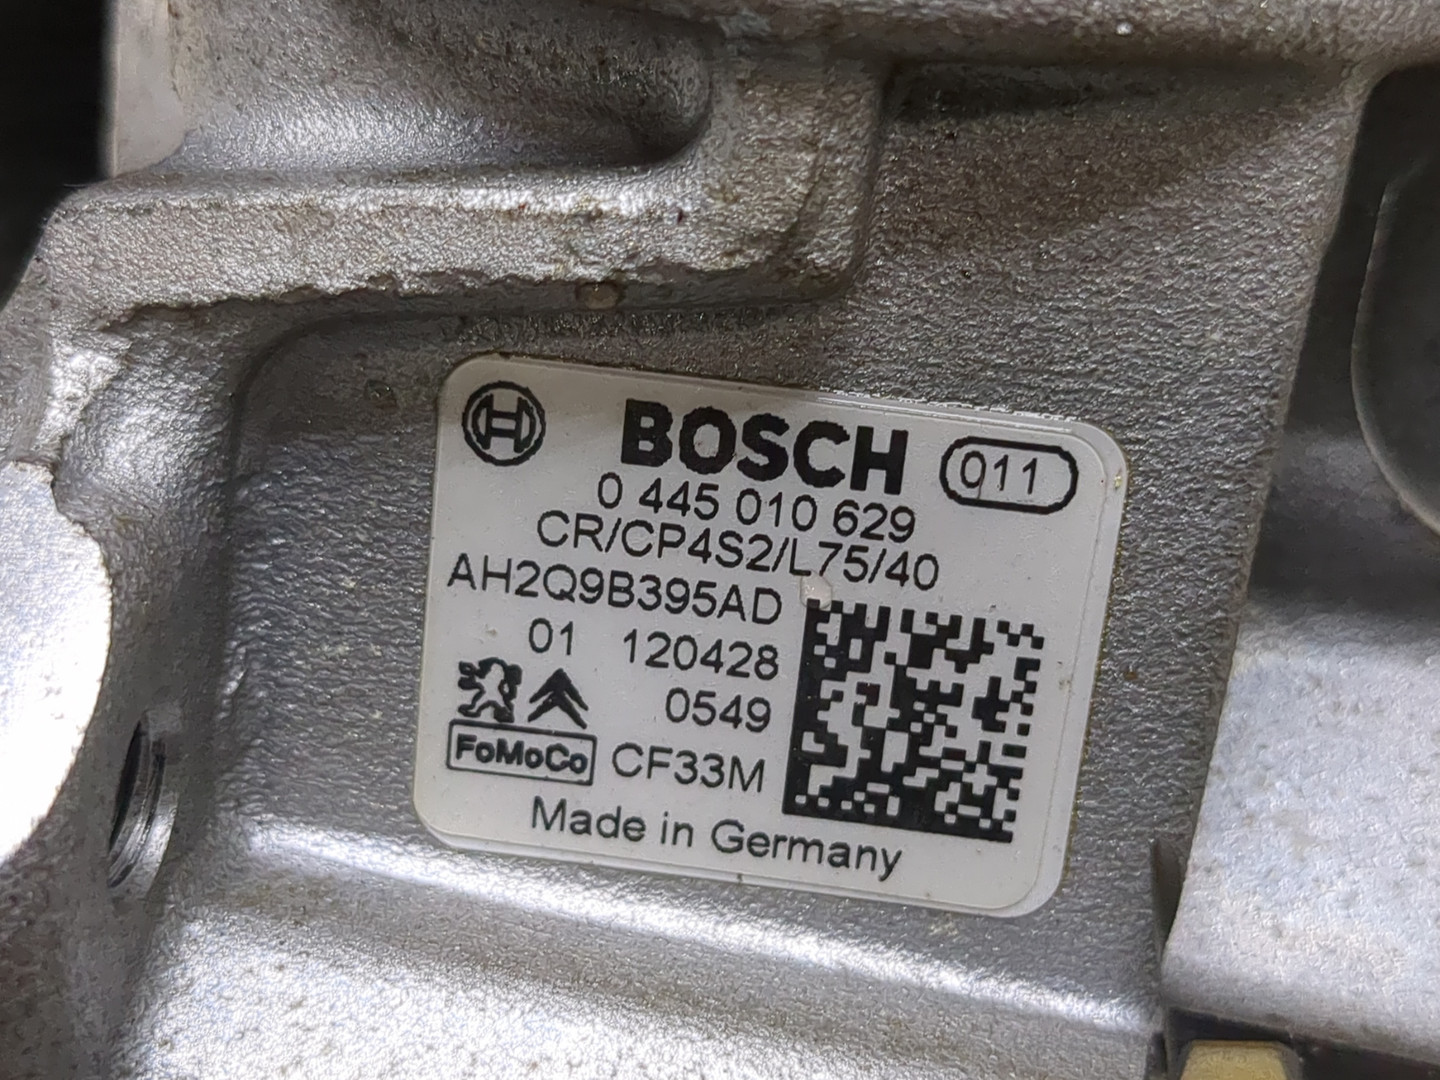 BOSCH 011
0 445 010 629
CR/CP4S2/L75/40
AH2Q9B395AD
01 120428
0549
FoMoCo CF33M
Made in Germany